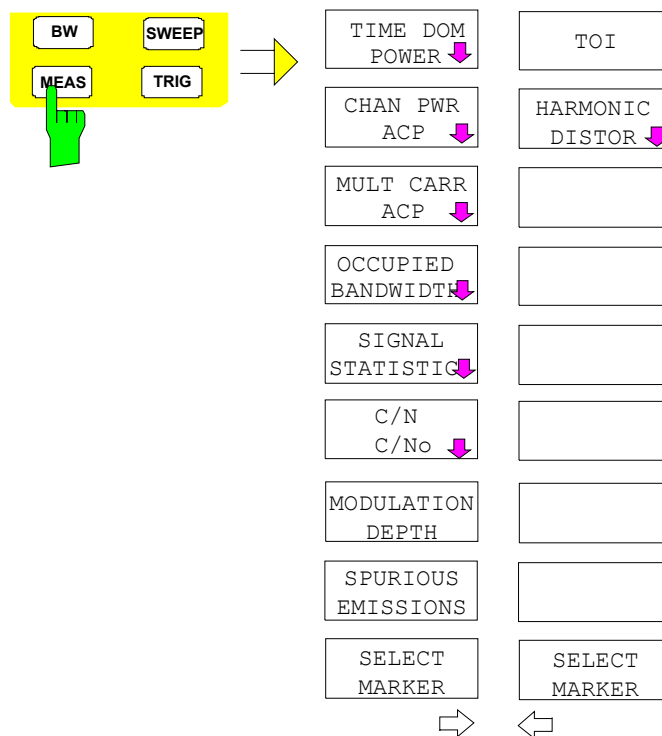 BW
SWEEP
MEAS
TRIG
TIME DOM
POWER
CHAN PWR
ACP
MULT CARR
ACP
OCCUPIED
BANDWIDTH
SIGNAL
STATISTIC
C/N
C/No
MODULATION
DEPTH
SPURIOUS
EMISSIONS
SELECT
MARKER
TOI
HARMONIC
DISTOR
SELECT
MARKER